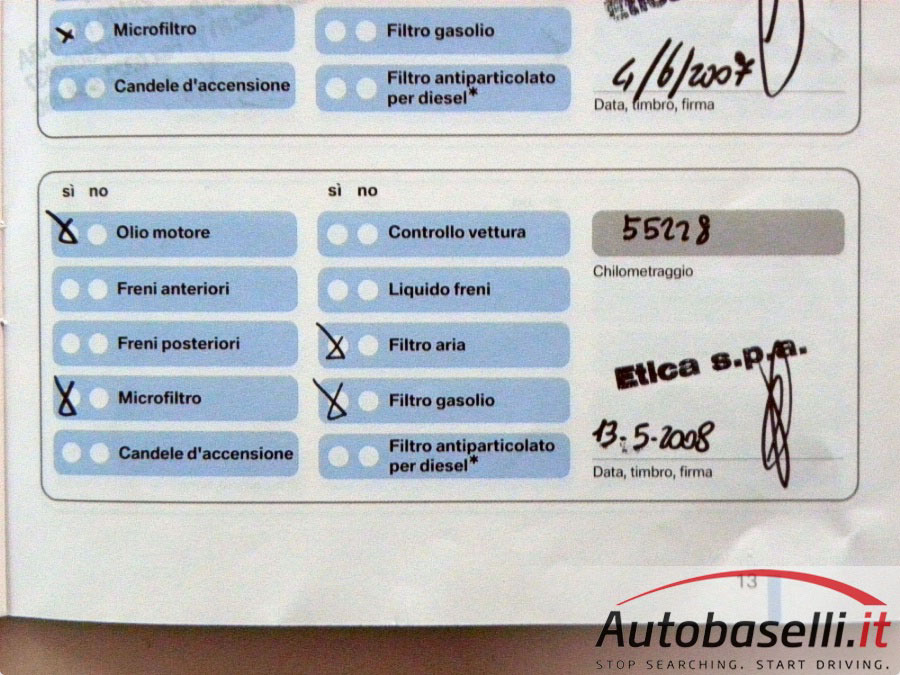 Microfiltro
Filtro gasolio
Candele d'accensione
Filtro antiparticolato
per diesel*
4/6/2007
Data, timbro, firma
sì no
sì no
Olio motore
Controllo vettura
55228
Chilometraggio
Freni anteriori
Liquido freni
Freni posteriori
Filtro aria
Etica s.p.a.
Microfiltro
Filtro gasolio
13-5-2008
Candele d'accensione
Filtro antiparticolato
per diesel*
Data, timbro, firma
13
Autobaselli.it
STOP SEARCHING. START DRIVING.